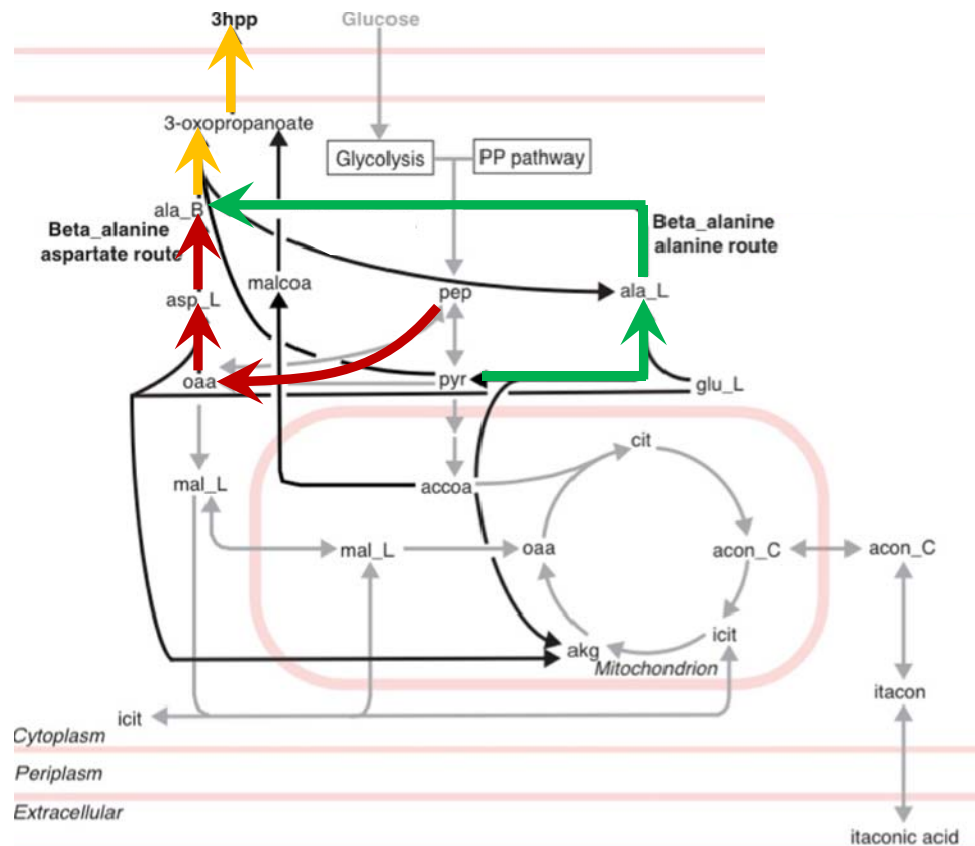 3hpp
Glucose
3-oxopropanoate
Glycolysis
PP pathway
ala_B
Beta_alanine
aspartate route
Beta_alanine
alanine route
malcoa
pep
ala_L
asp_L
oaa
pyr
glu_L
cit
mal_L
accoa
mal_L
oaa
acon_C
acon_C
icit
akg
Mitochondrion
itacon
icit
Cytoplasm
Periplasm
Extracellular
itaconic acid